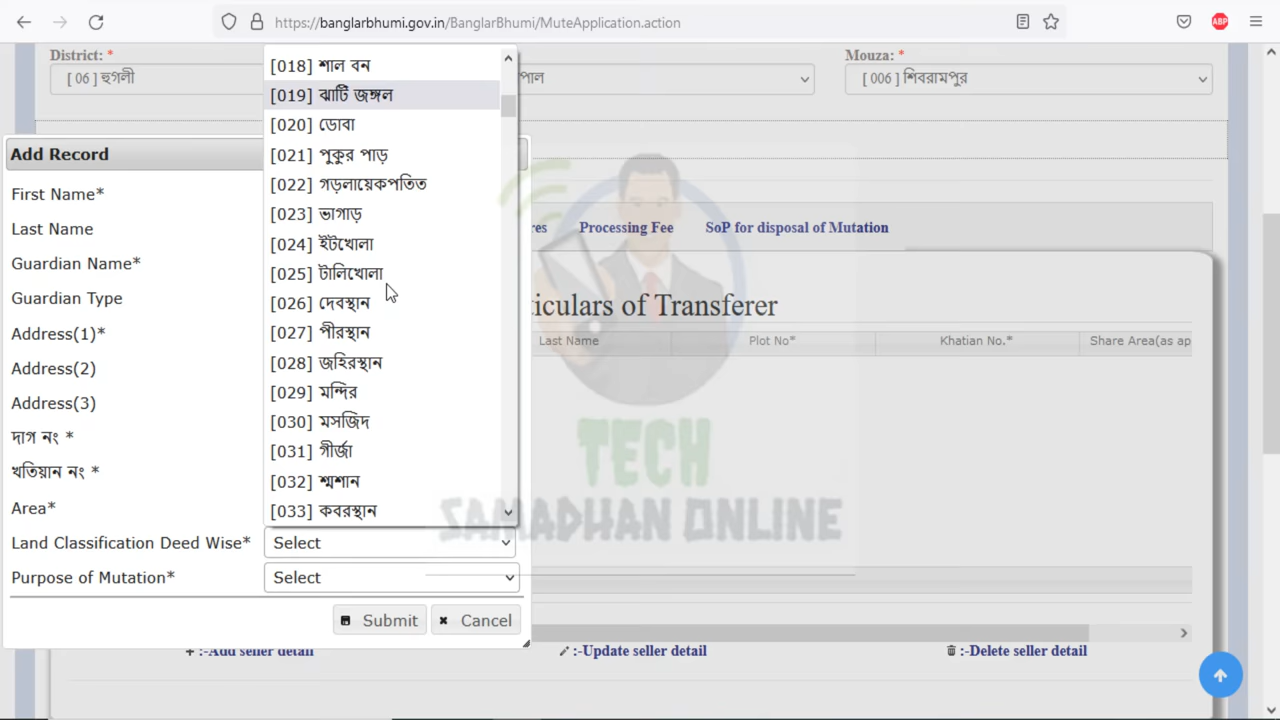 https://banglarbhumi.gov.in/BanglarBhumi/MuteApplication.action
ABP
District: *
[ 06 ] হুগলী
পাল
Mouza: *
[ 006 ] শিবরামপুর
Add Record
First Name*
Last Name
Guardian Name*
Guardian Type
Address(1)*
Address(2)
Address(3)
দাগ নং *
খতিয়ান নং *
Area*
Land Classification Deed Wise*
Select
Purpose of Mutation*
Select
Submit
Cancel
[018] শাল বন
[019] ঝাটি জঙ্গল
[020] ডোবা
[021] পুকুর পাড়
[022] গড়লায়েকপতিত
[023] ভাগাড়
[024] ইটখোলা
[025] টালিখোলা
[026] দেবস্থান
[027] পীরস্থান
[028] জহিরস্থান
[029] মন্দির
[030] মসজিদ
[031] গীর্জা
[032] শ্মশান
[033] কবরস্থান
res
Processing Fee
SoP for disposal of Mutation
ticulars of Transferer
Last Name
Plot No*
Khatian No.*
Share Area(as ap
TECH
SAMADHAN ONLINE
:-Add seller detail
:-Update seller detail
:-Delete seller detail